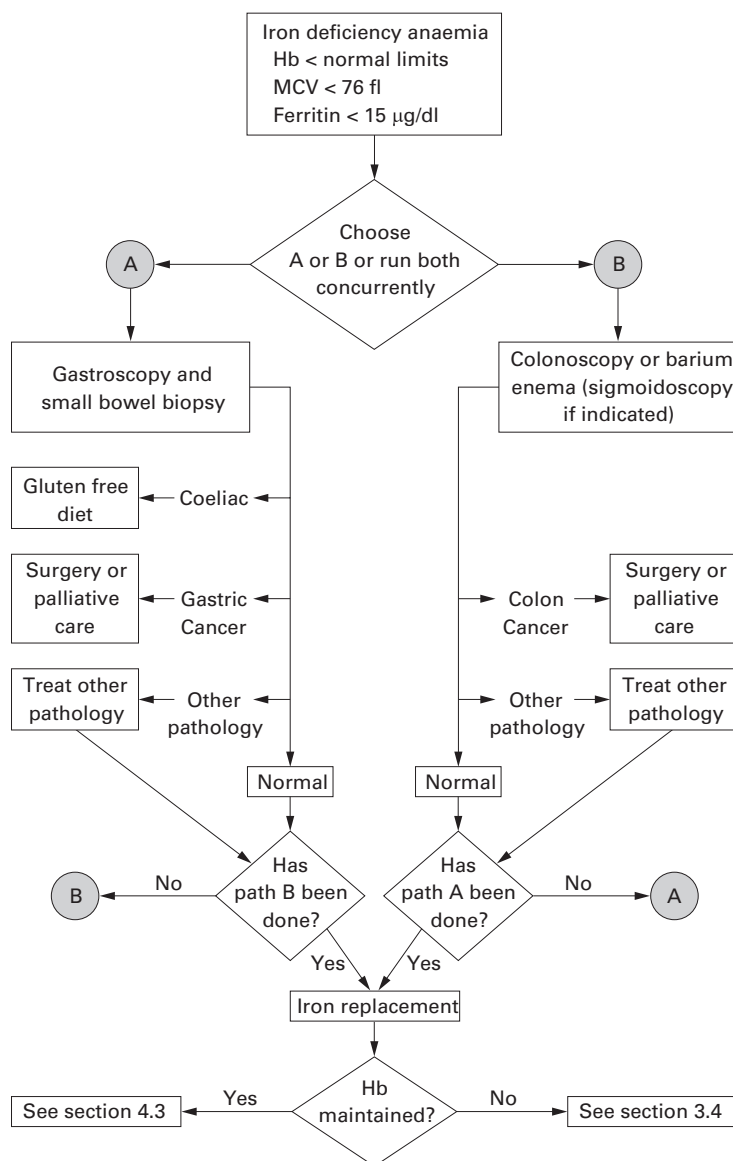 Iron deficiency anaemia
Hb < normal limits
MCV < 76 fl
Ferritin < 15 μg/dl
Choose
A or B or run both
concurrently
A
B
Gastroscopy and
small bowel biopsy
Colonoscopy or barium
enema (sigmoidoscopy
if indicated)
Gluten free
diet
Coeliac
Surgery or
palliative
care
Gastric
Cancer
Colon
Cancer
Surgery or
palliative
care
Treat other
pathology
Other
pathology
Other
pathology
Treat other
pathology
Normal
Normal
B
No
Has
path B been
done?
Has
path A been
done?
No
A
Yes
Yes
Iron replacement
See section 4.3
Yes
Hb
maintained?
No
See section 3.4